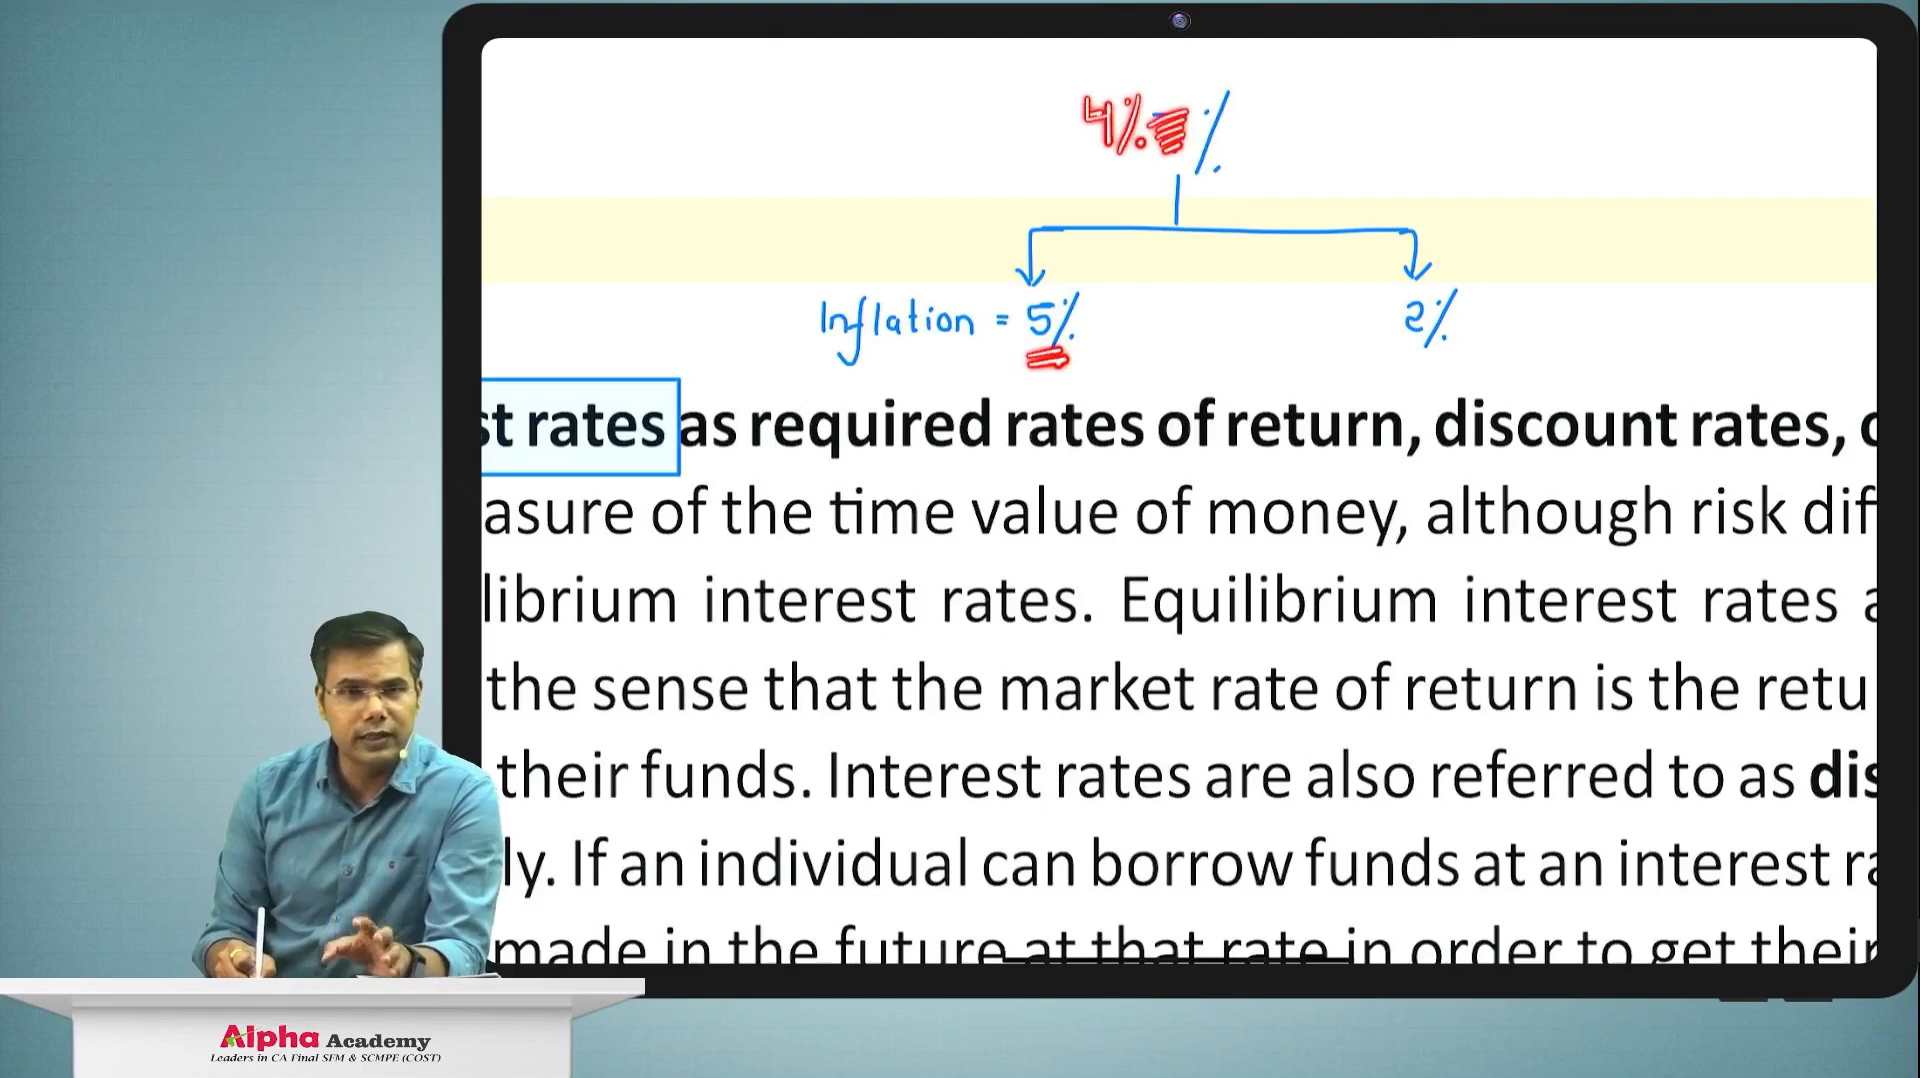 4% %
Inflation = 5% 2%
st rates as required rates of return, discount rates,
asure of the time value of money, although risk dif
librium interest rates. Equilibrium interest rates a
the sense that the market rate of return is the retu
their funds. Interest rates are also referred to as dis
ly. If an individual can borrow funds at an interest ra
made in the future at that rate in order to get their
Alpha Academy
Leaders in CA Final SFM & SCMPE (COST)